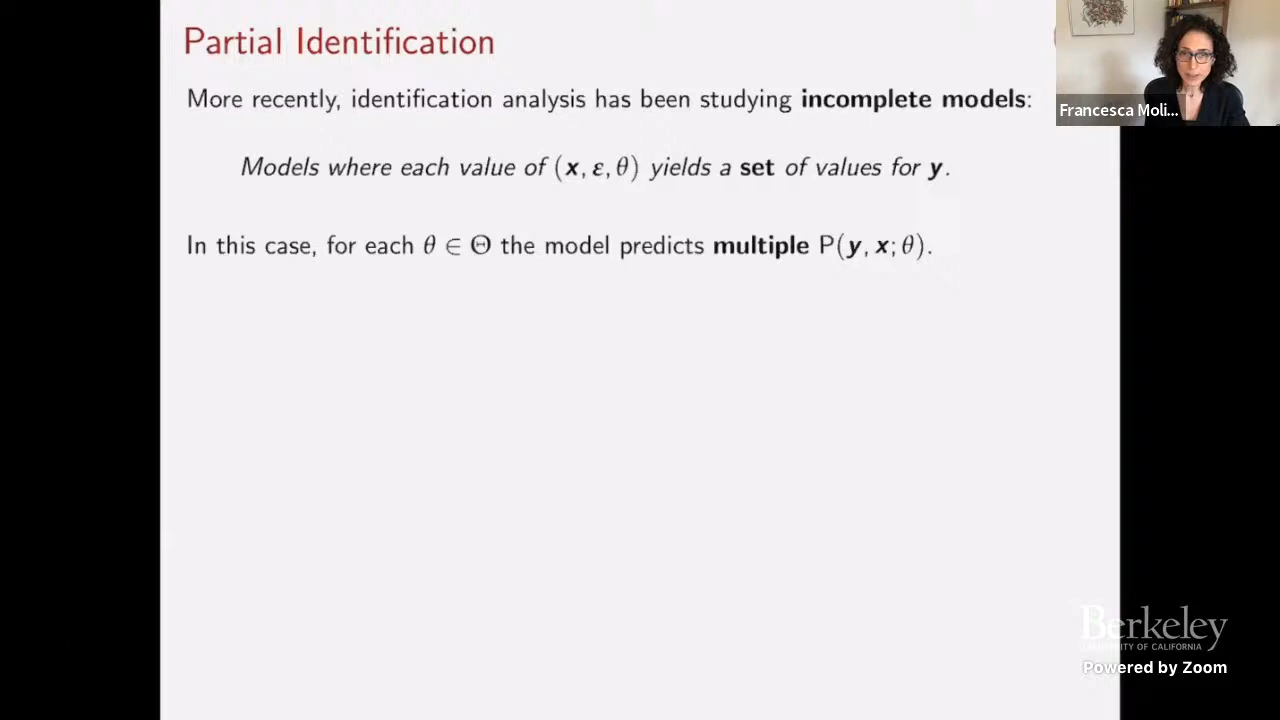 Partial Identification
More recently, identification analysis has been studying incomplete models:
Models where each value of (x, ε, θ) yields a set of values for y.
In this case, for each θ ∈ Θ the model predicts multiple P(y, x; θ).
Francesca Moli...
Berkeley
UNIVERSITY OF CALIFORNIA
Powered by Zoom